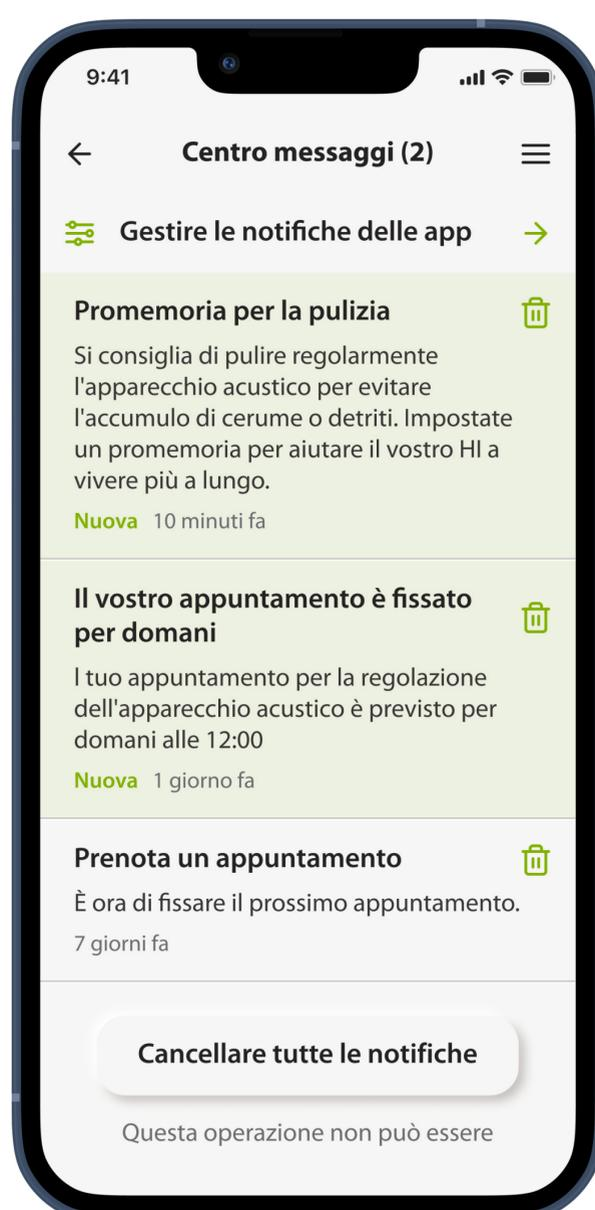 9:41
Centro messaggi (2)
Gestire le notifiche delle app
Promemoria per la pulizia
Si consiglia di pulire regolarmente
l'apparecchio acustico per evitare
l'accumulo di cerume o detriti. Impostate
un promemoria per aiutare il vostro HI a
vivere più a lungo.
Nuova 10 minuti fa
Il vostro appuntamento è fissato
per domani
l tuo appuntamento per la regolazione
dell'apparecchio acustico è previsto per
domani alle 12:00
Nuova 1 giorno fa
Prenota un appuntamento
È ora di fissare il prossimo appuntamento.
7 giorni fa
Cancellare tutte le notifiche
Questa operazione non può essere